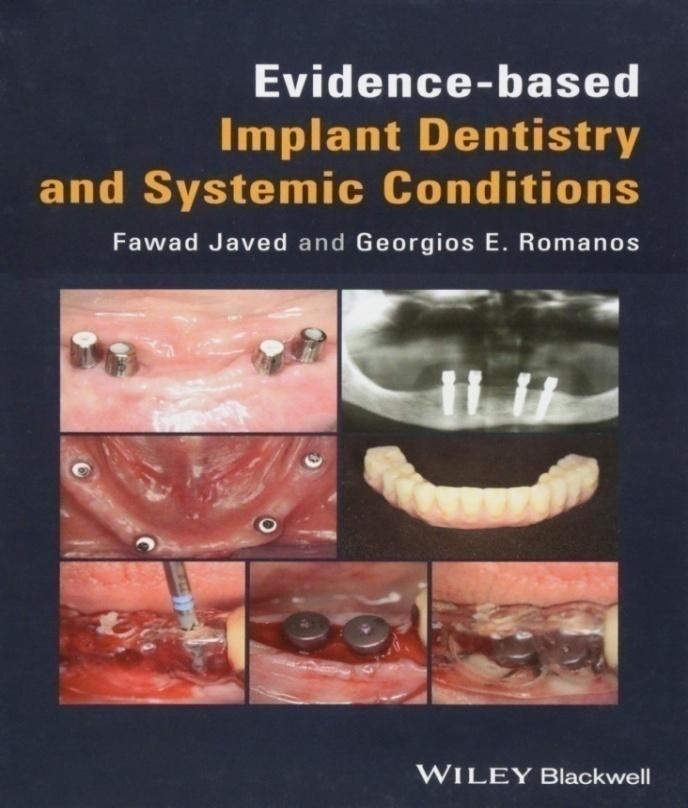 Evidence-based
Implant Dentistry
and Systemic Conditions
Fawad Javed and Georgios E. Romanos
WILEY Blackwell